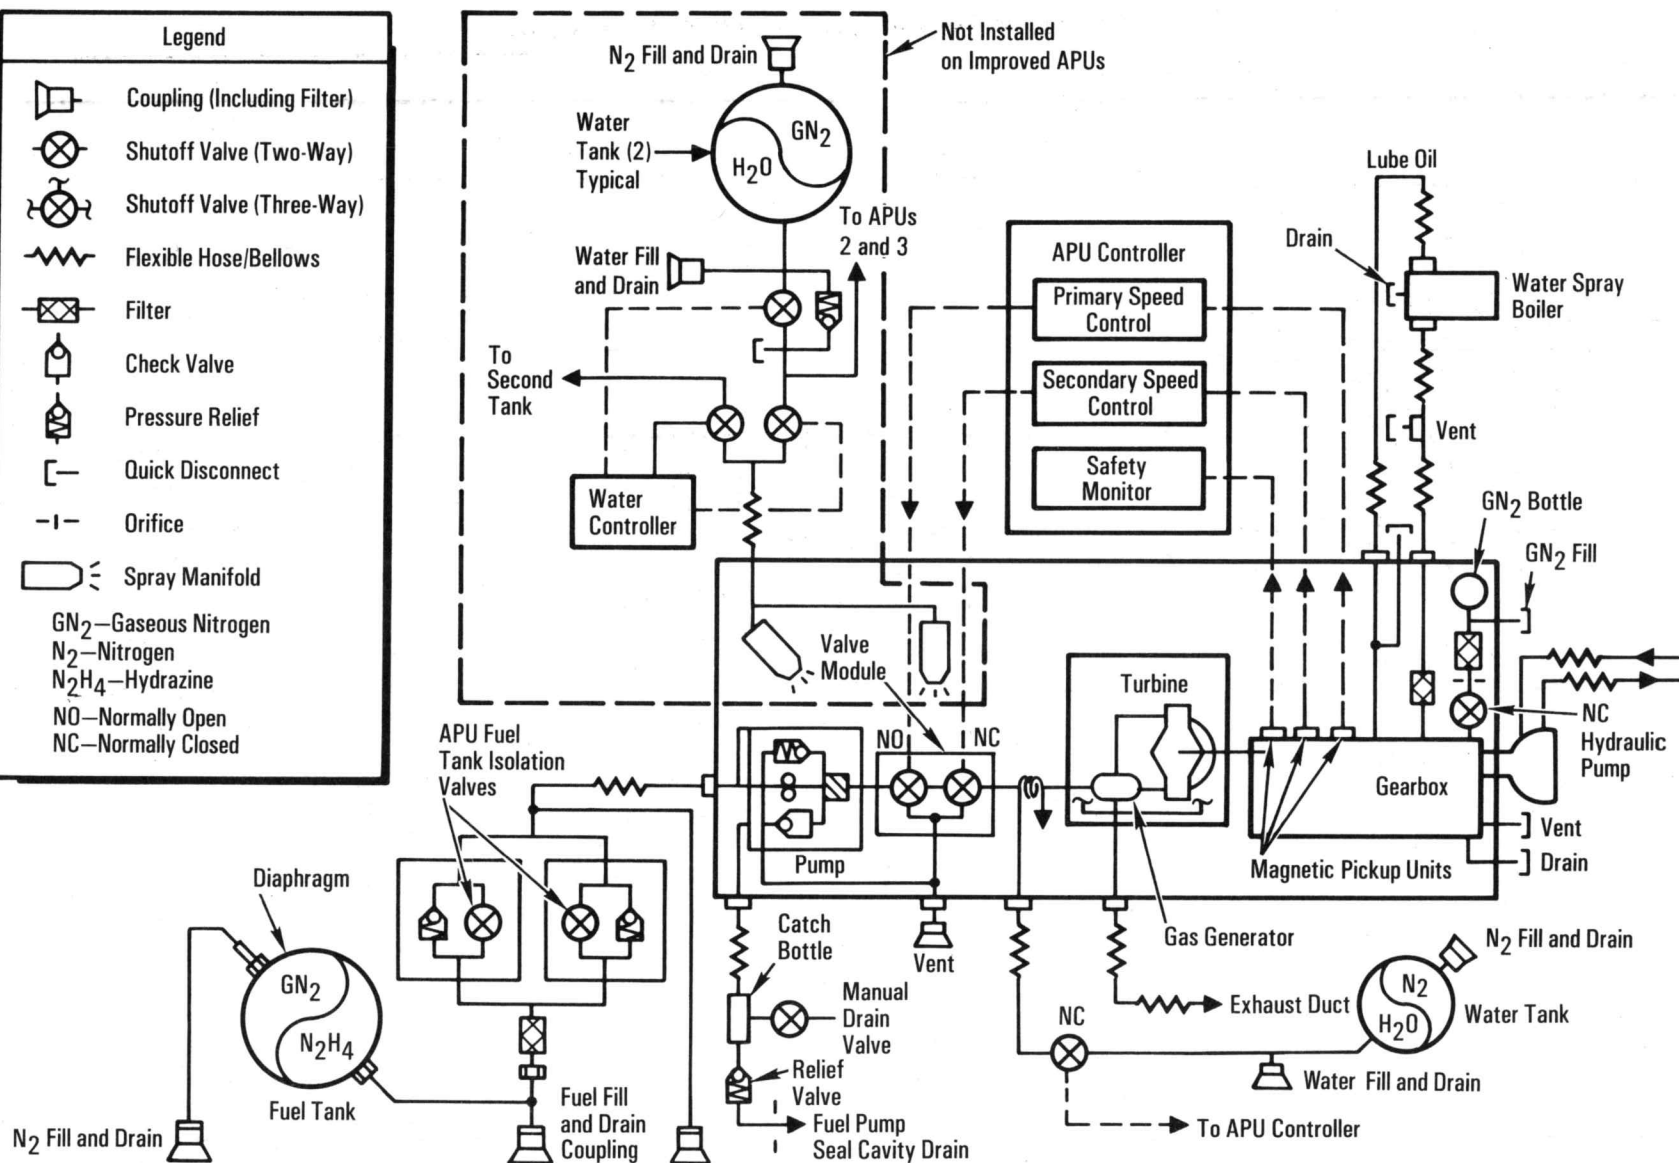 Legend
Coupling (Including Filter)
Shutoff Valve (Two-Way)
Shutoff Valve (Three-Way)
Flexible Hose/Bellows
Filter
Check Valve
Pressure Relief
Quick Disconnect
Orifice
Spray Manifold
GN2—Gaseous Nitrogen
N2—Nitrogen
N2H4—Hydrazine
NO—Normally Open
NC—Normally Closed
Not Installed
on Improved APUs
N2 Fill and Drain
Water
Tank (2)
Typical
GN2
H2O
To APUs
2 and 3
Water Fill
and Drain
To
Second
Tank
Water
Controller
APU Controller
Primary Speed
Control
Secondary Speed
Control
Safety
Monitor
Lube Oil
Drain
Water Spray
Boiler
Vent
GN2 Bottle
GN2 Fill
NC
Hydraulic
Pump
Valve
Module
NO
NC
Turbine
Gearbox
Vent
Drain
Magnetic Pickup Units
Pump
Gas Generator
APU Fuel
Tank Isolation
Valves
Diaphragm
GN2
N2H4
Fuel Tank
N2 Fill and Drain
Fuel Fill
and Drain
Coupling
Catch
Bottle
Manual
Drain
Valve
Relief
Valve
Fuel Pump
Seal Cavity Drain
Vent
Exhaust Duct
NC
To APU Controller
N2 Fill and Drain
N2
H2O
Water Tank
Water Fill and Drain